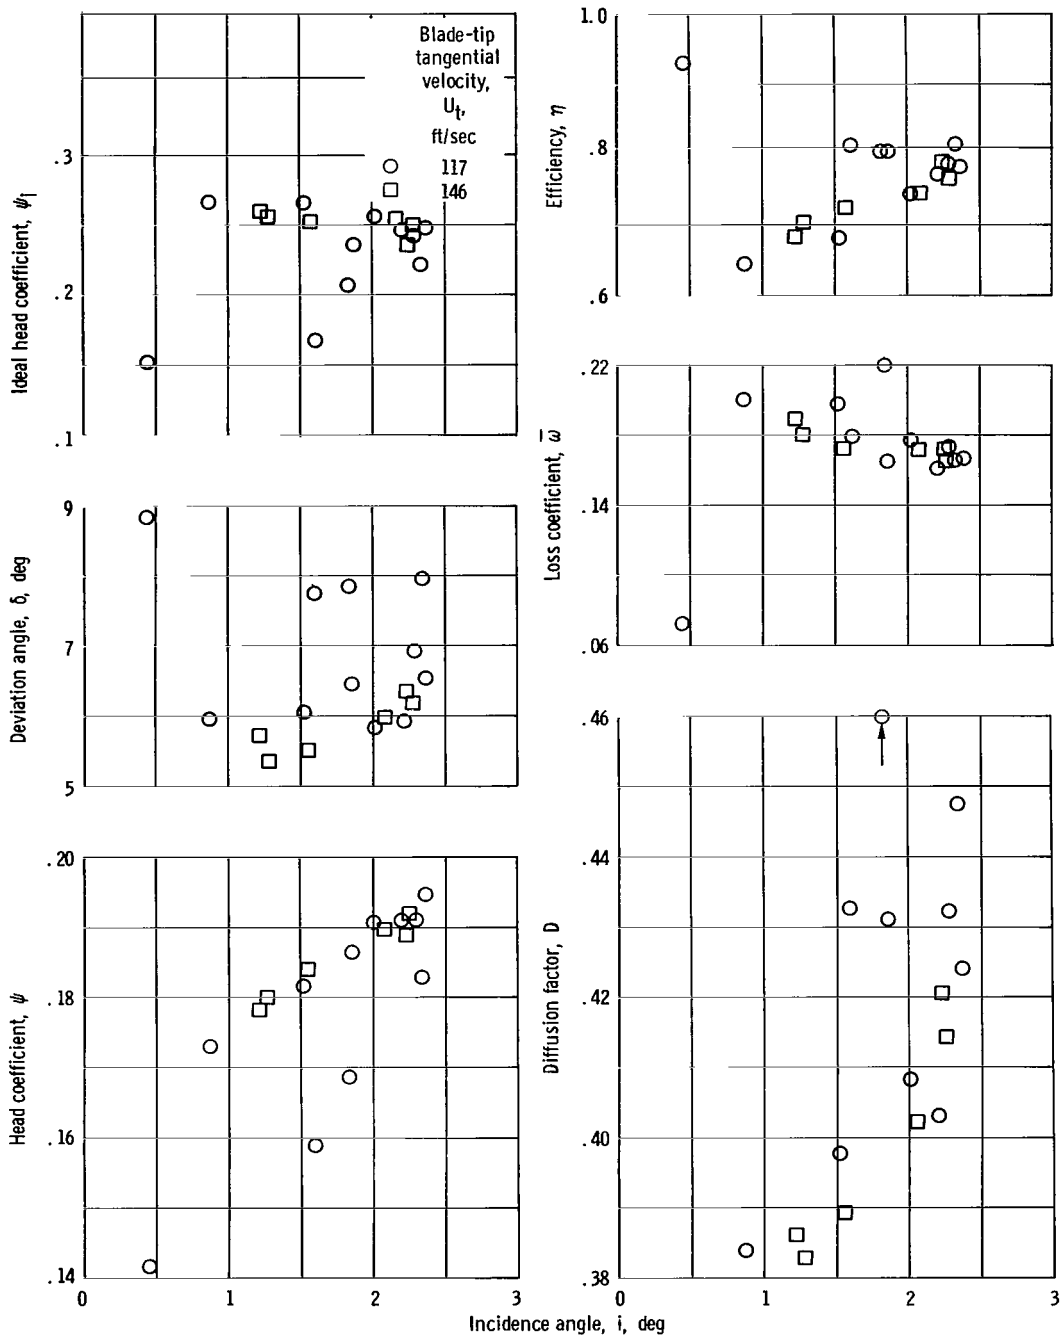 Blade-tip
tangential
velocity,
Ut,
ft/sec
117
146
Ideal head coefficient, ψi
.3
.2
.1
Efficiency, η
1.0
.8
.6
Deviation angle, δ, deg
9
7
5
Loss coefficient, ω̅
.22
.14
.06
Head coefficient, ψ
.20
.18
.16
.14
0 1 2 3
Diffusion factor, D
.46
.44
.42
.40
.38
0 1 2 3
Incidence angle, i, deg